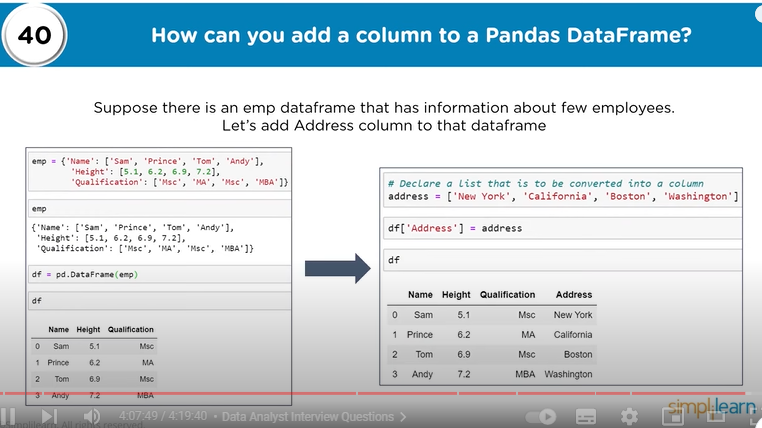 40
How can you add a column to a Pandas DataFrame?
Suppose there is an emp dataframe that has information about few employees.
Let's add Address column to that dataframe
emp = {'Name': ['Sam', 'Prince', 'Tom', 'Andy'],
'Height': [5.1, 6.2, 6.9, 7.2],
'Qualification': ['Msc', 'MA', 'Msc', 'MBA']}
emp
{'Name': ['Sam', 'Prince', 'Tom', 'Andy'],
'Height': [5.1, 6.2, 6.9, 7.2],
'Qualification': ['Msc', 'MA', 'Msc', 'MBA']}
df = pd.DataFrame(emp)
df
Name Height Qualification
0 Sam 5.1 Msc
1 Prince 6.2 MA
2 Tom 6.9 Msc
3 Andy 7.2 MBA
# Declare a list that is to be converted into a column
address = ['New York', 'California', 'Boston', 'Washington']
df['Address'] = address
df
Name Height Qualification Address
0 Sam 5.1 Msc New York
1 Prince 6.2 MA California
2 Tom 6.9 Msc Boston
3 Andy 7.2 MBA Washington
4:07:49 / 4:19:40 • Data Analyst Interview Questions >
simplilearn
simplilearn. All rights reserved